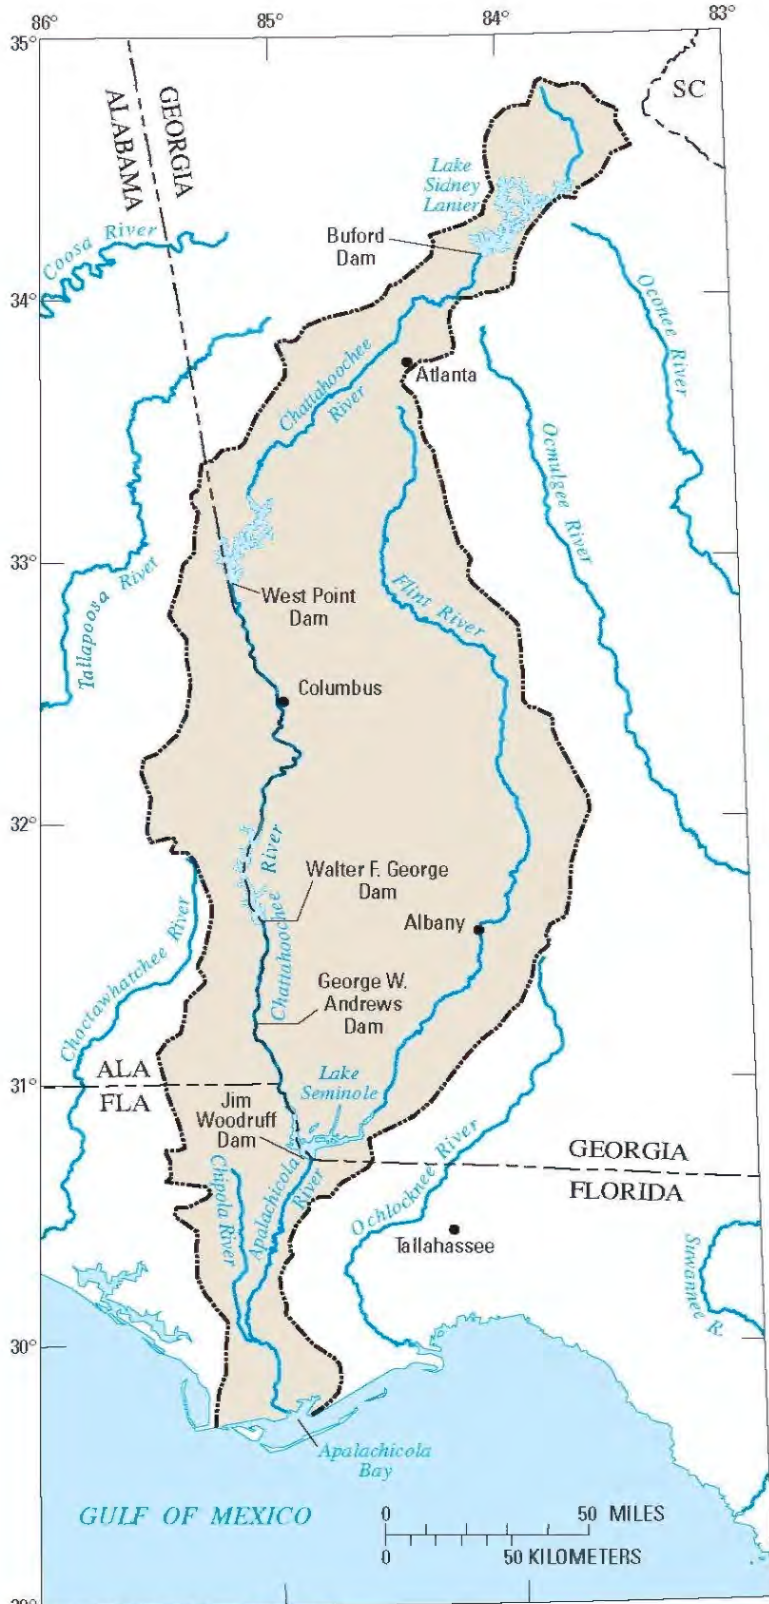 86°
85°
84°
83°
35°
GEORGIA
ALABAMA
SC
Lake
Sidney
Lanier
Buford
Dam
Coosa River
Oconee River
34°
Chattahoochee
River
Atlanta
Ocmulgee River
33°
Tallapoosa River
West Point
Dam
Flint River
Columbus
32°
Chattahoochee River
Walter F. George
Dam
Albany
Choctawhatchee River
George W.
Andrews
Dam
31°
ALA
FLA
Lake
Seminole
Jim
Woodruff
Dam
GEORGIA
FLORIDA
Chipola River
Apalachicola
River
Ochlocknee River
Tallahassee
Suwannee R.
30°
Apalachicola
Bay
GULF OF MEXICO
0 50 MILES
0 50 KILOMETERS